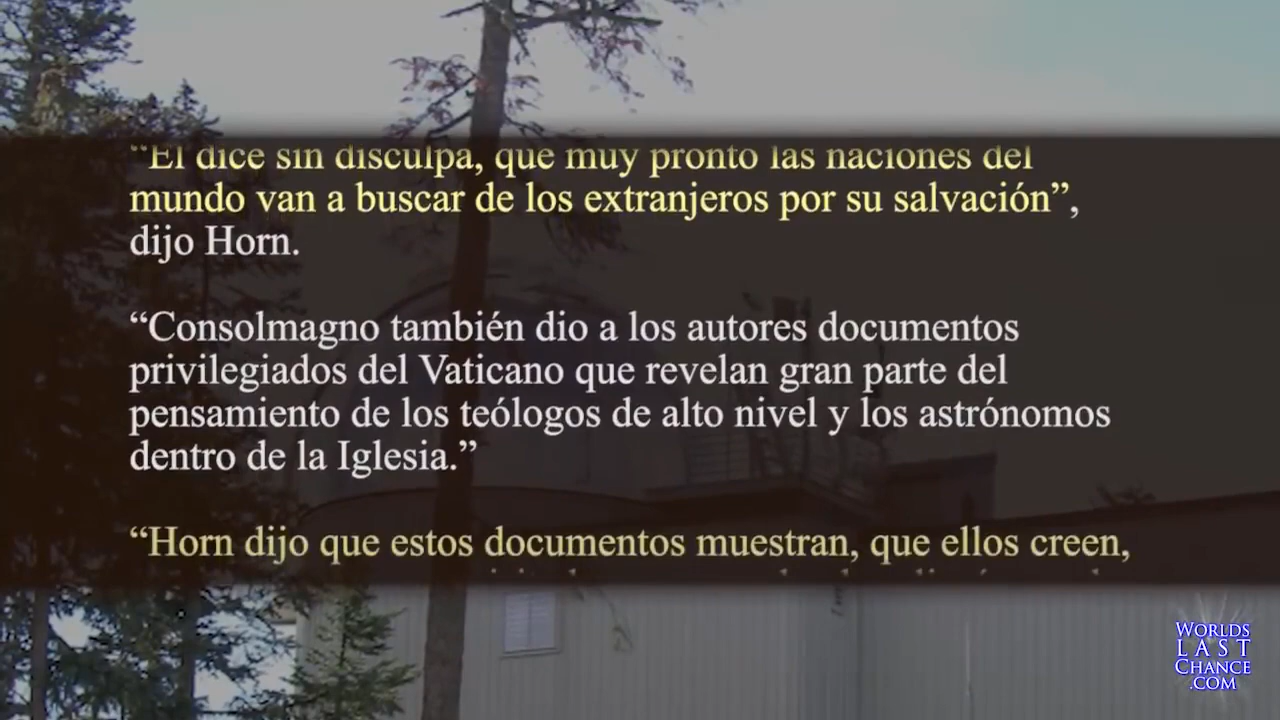 “Él dice sin disculpa, que muy pronto las naciones del
mundo van a buscar de los extranjeros por su salvación”,
dijo Horn.
“Consolmagno también dio a los autores documentos
privilegiados del Vaticano que revelan gran parte del
pensamiento de los teólogos de alto nivel y los astrónomos
dentro de la Iglesia.”
“Horn dijo que estos documentos muestran, que ellos creen,
WORLDS
LAST
CHANCE
.COM